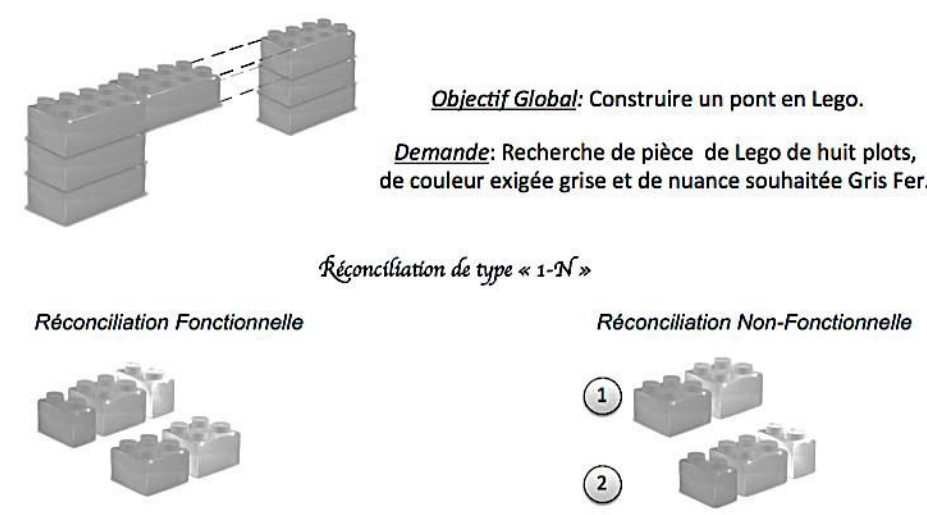 Objectif Global: Construire un pont en Lego.
Demande: Recherche de pièce de Lego de huit plots,
de couleur exigée grise et de nuance souhaitée Gris Fer.
Réconciliation de type « 1-N »
Réconciliation Fonctionnelle
Réconciliation Non-Fonctionnelle
1
2